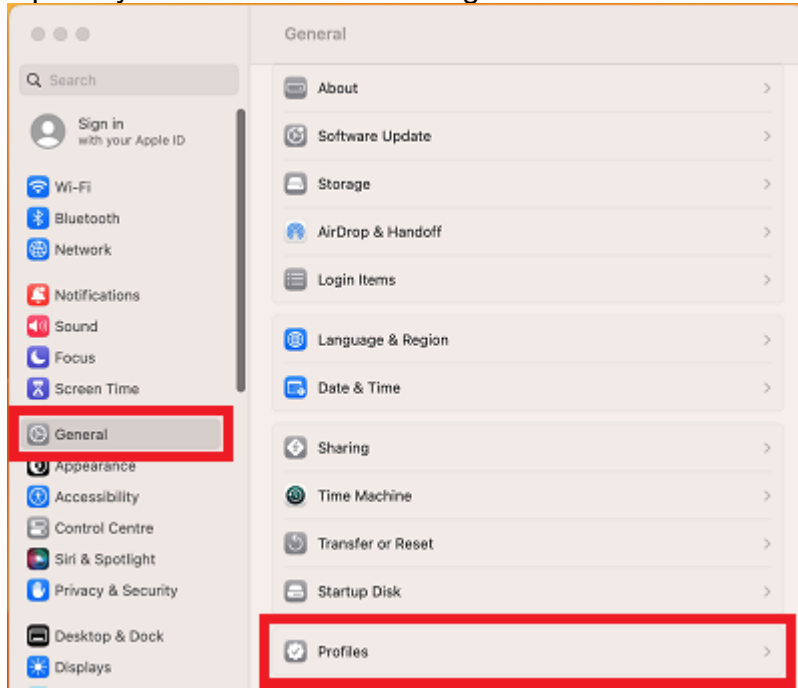 General
Search
Sign in
with your Apple ID
Wi-Fi
Bluetooth
Network
Notifications
Sound
Focus
Screen Time
General
Appearance
Accessibility
Control Centre
Siri & Spotlight
Privacy & Security
Desktop & Dock
Displays
About
Software Update
Storage
AirDrop & Handoff
Login Items
Language & Region
Date & Time
Sharing
Time Machine
Transfer or Reset
Startup Disk
Profiles